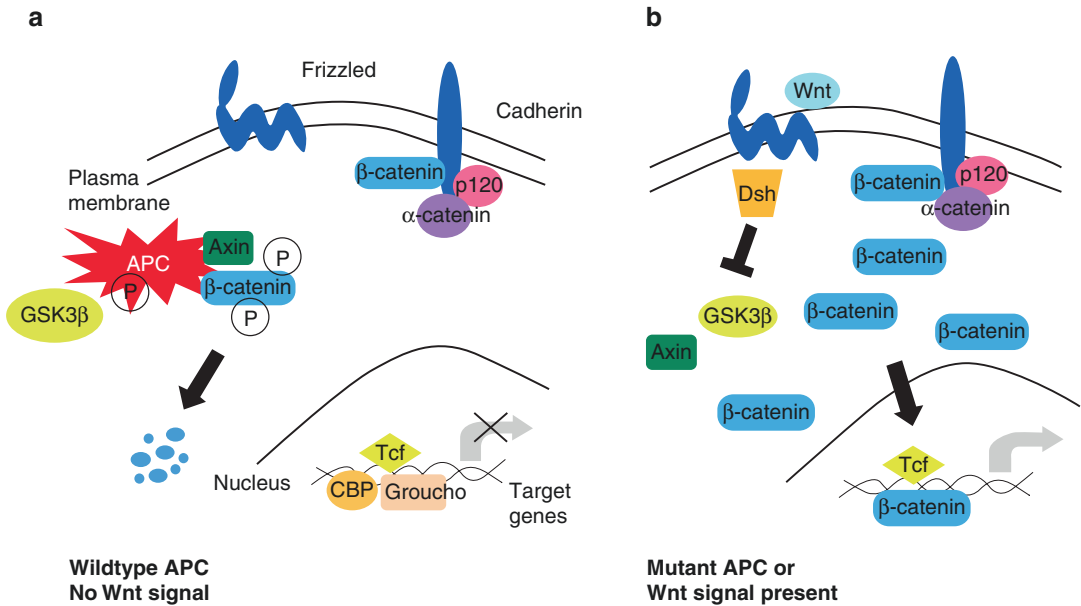 a
Frizzled
Cadherin
β-catenin
p120
α-catenin
Plasma
membrane
APC
Axin
P
β-catenin
P
P
GSK3β
Nucleus
Tcf
CBP
Groucho
Target
genes
Wildtype APC
No Wnt signal
b
Wnt
Dsh
β-catenin
p120
α-catenin
β-catenin
GSK3β
β-catenin
β-catenin
Axin
β-catenin
Tcf
β-catenin
Mutant APC or
Wnt signal present